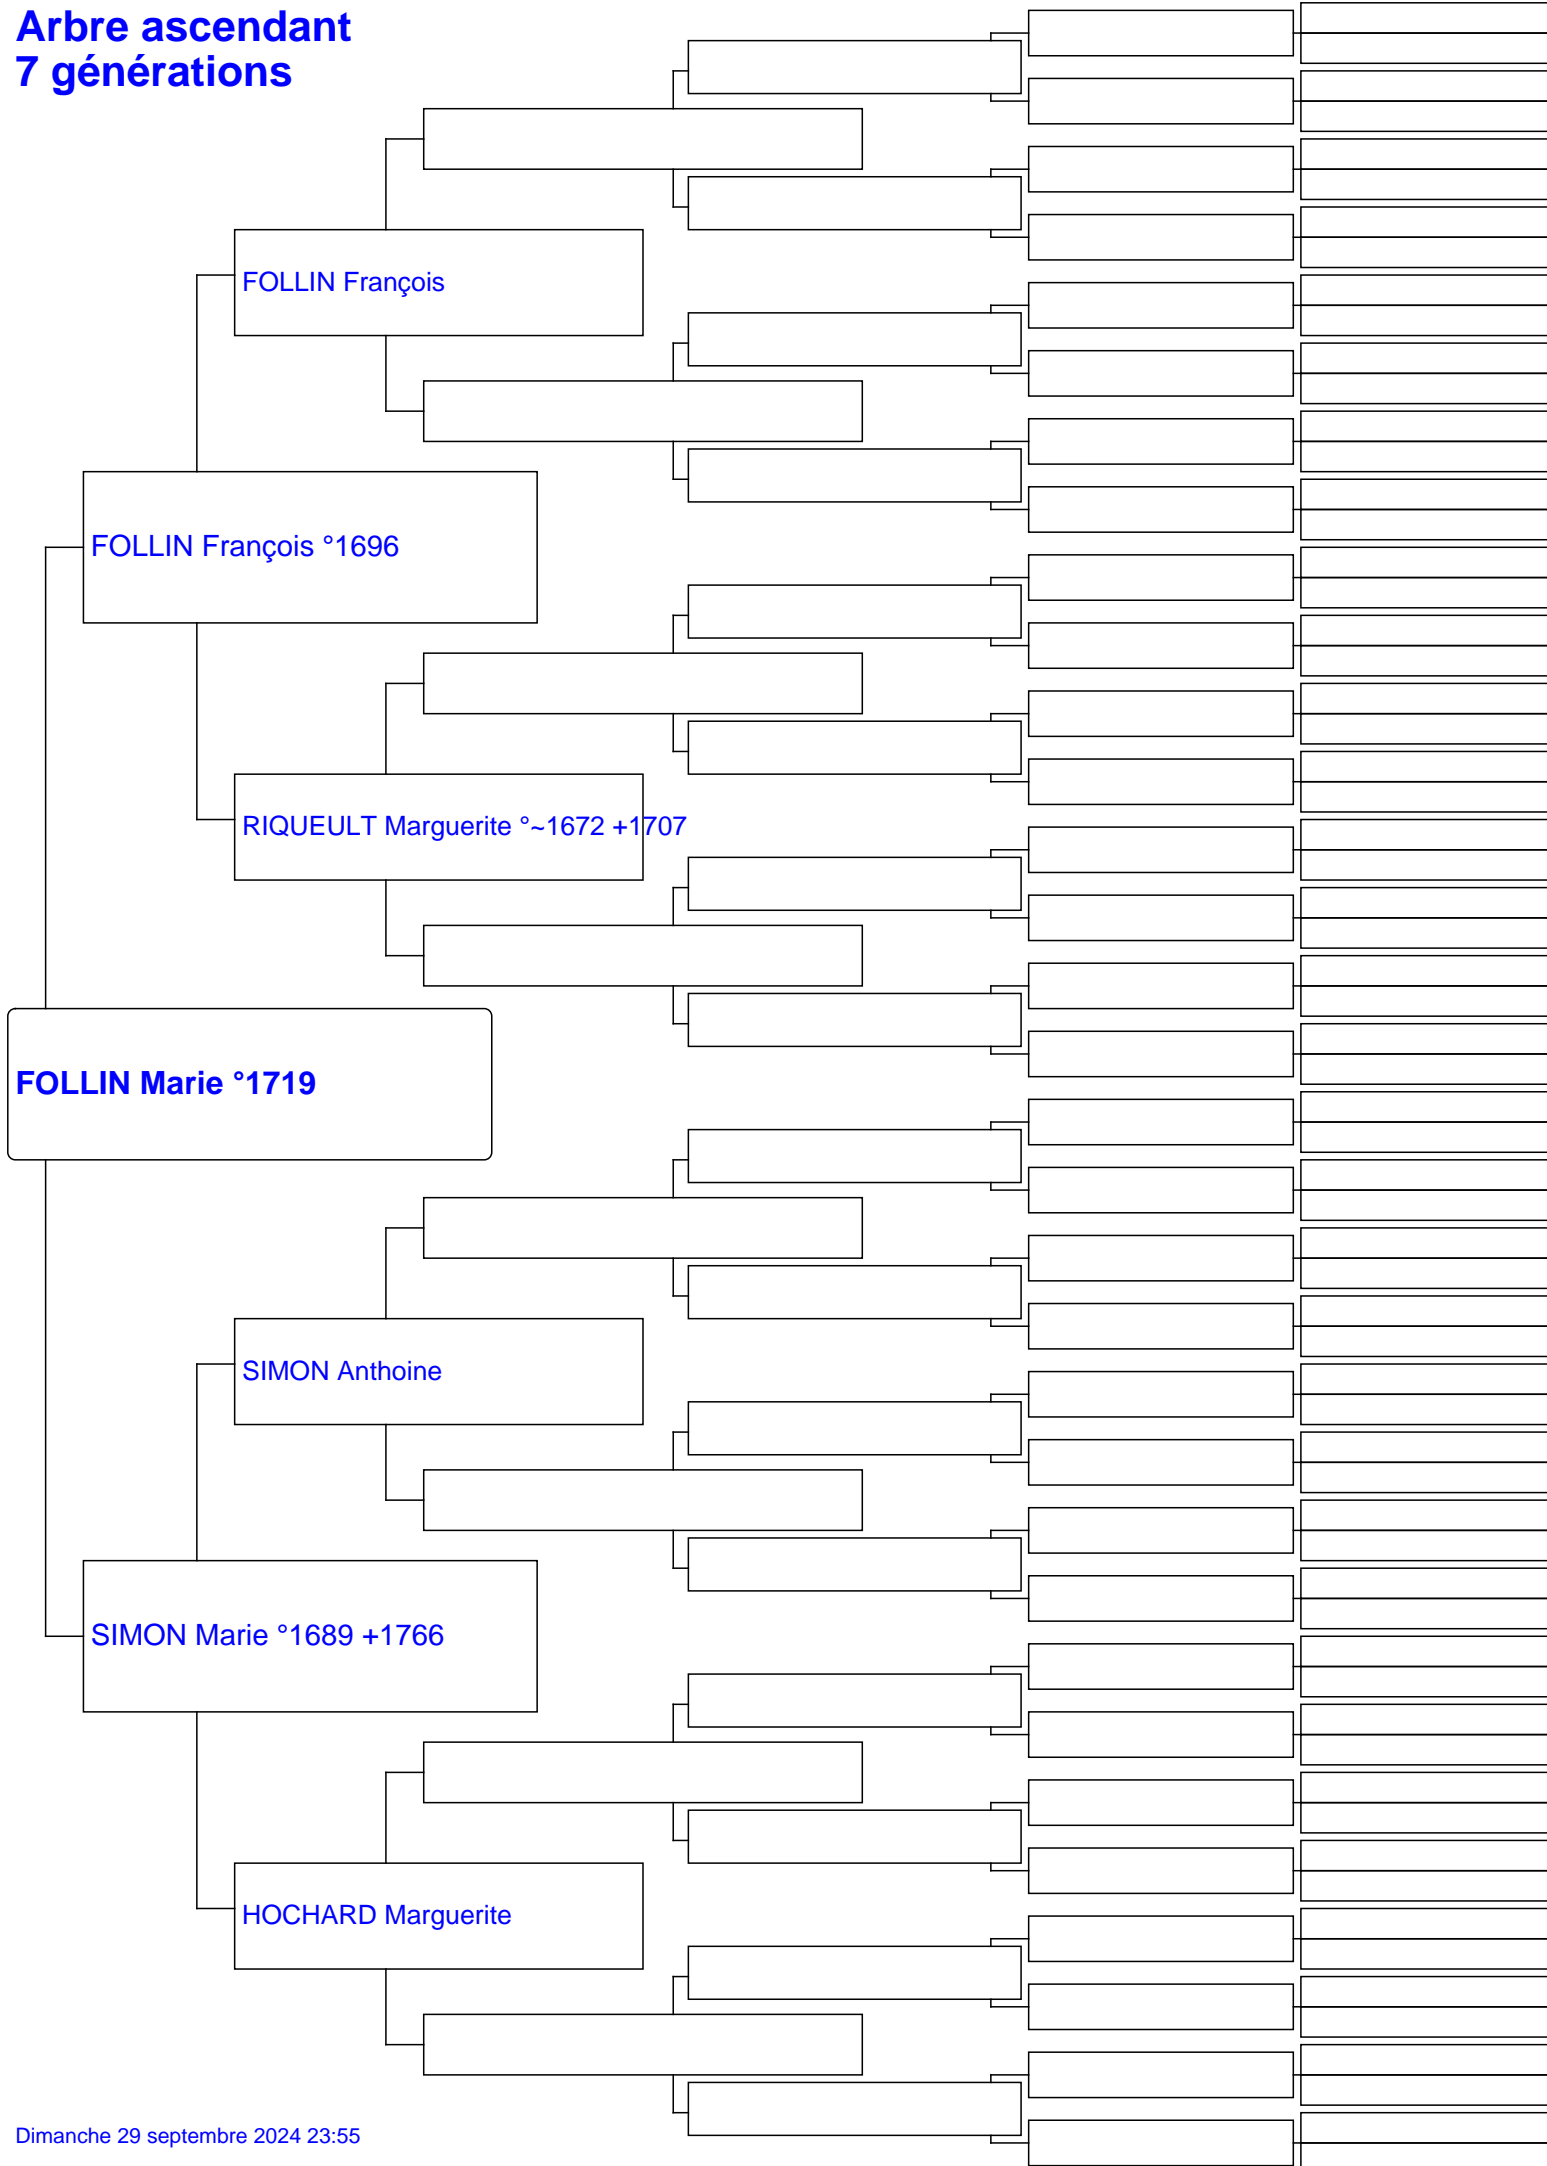 Arbre ascendant
7 générations
FOLLIN François
FOLLIN François °1696
RIQUEULT Marguerite °~1672 +1707
FOLLIN Marie °1719
SIMON Anthoine
SIMON Marie °1689 +1766
HOCHARD Marguerite
Dimanche 29 septembre 2024 23:55